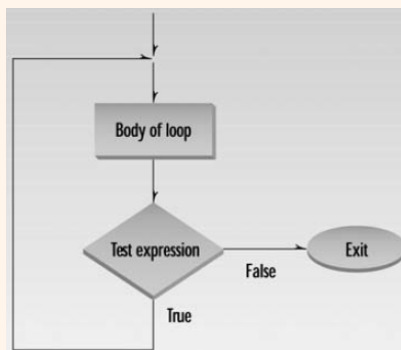 Body of loop
Test expression
Exit
False
True